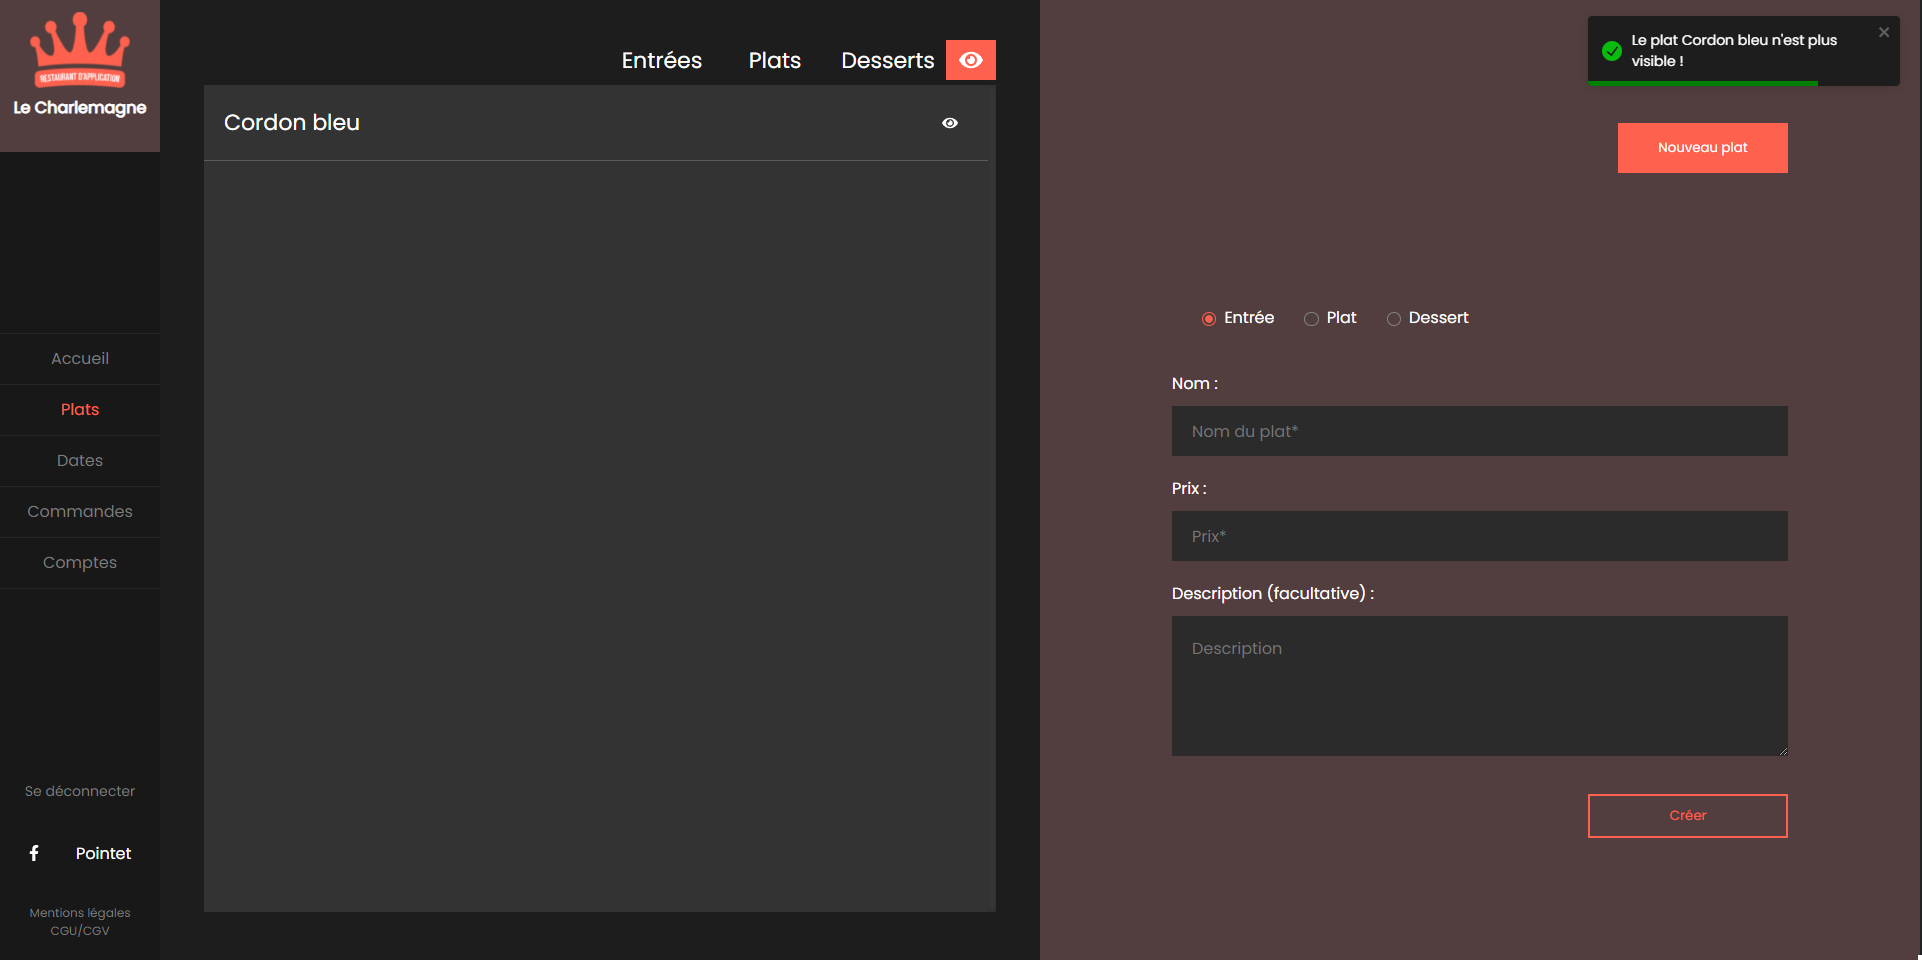 RESTAURANT D'APPLICATION
Le Charlemagne
Accueil
Plats
Dates
Commandes
Comptes
Se déconnecter
Pointet
Mentions légales
CGU/CGV
Entrées
Plats
Desserts
Cordon bleu
Le plat Cordon bleu n'est plus
visible !
Nouveau plat
Entrée
Plat
Dessert
Nom :
Nom du plat*
Prix :
Prix*
Description (facultative) :
Description
Créer